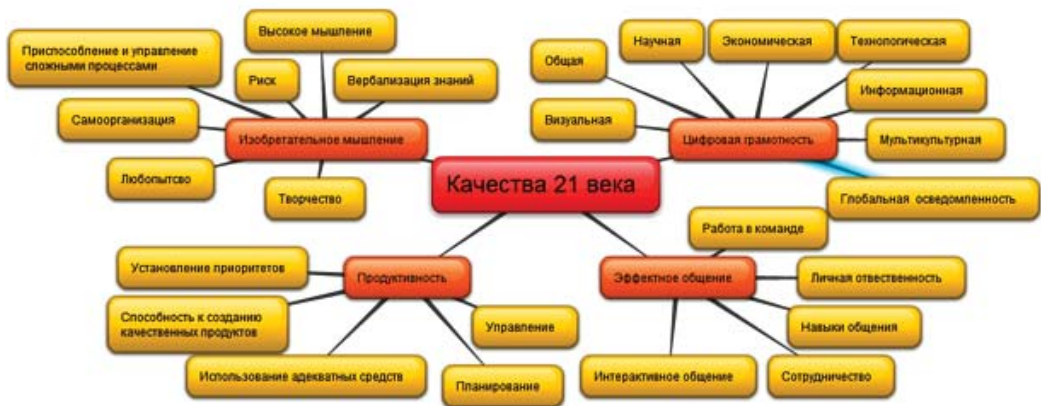 Качества 21 века
Изобретательное мышление
Приспособление и управление
сложными процессами
Высокое мышление
Риск
Вербализация знаний
Самоорганизация
Любопытсво
Творчество
Цифровая грамотность
Общая
Научная
Экономическая
Технологическая
Информационная
Визуальная
Мультикультурная
Глобальная осведомленность
Продуктивность
Установление приоритетов
Способность к созданию
качественных продуктов
Использование адекватных средств
Планирование
Управление
Эффектное общение
Работа в команде
Личная отвественность
Навыки общения
Сотрудничество
Интерактивное общение